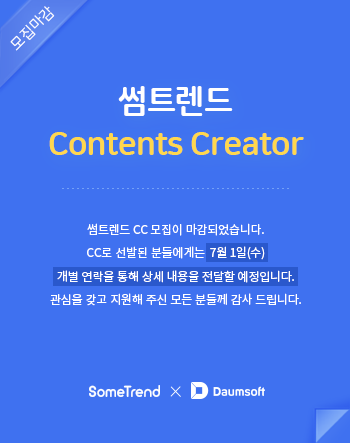 모집마감
썸트렌드
Contents Creator
썸트렌드 CC 모집이 마감되었습니다.
CC로 선발된 분들에게는 7월 1일(수)
개별 연락을 통해 상세 내용을 전달할 예정입니다.
관심을 갖고 지원해 주신 모든 분들께 감사 드립니다.
SomeTrend × Daumsoft